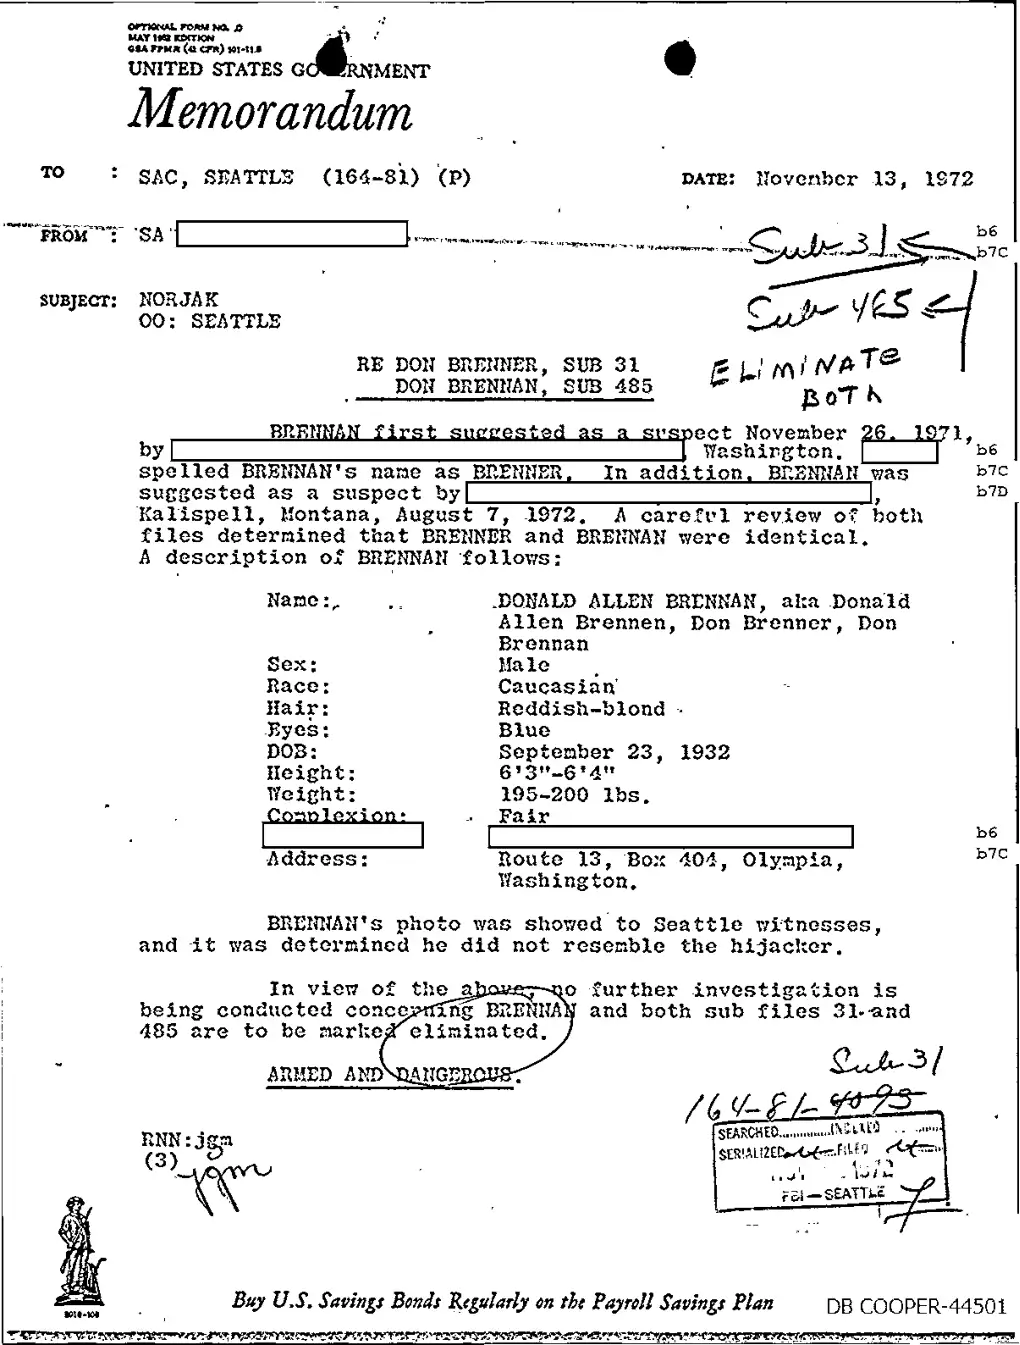 OPTIONAL FORM NO. 10
MAY 1962 EDITION
GSA FPMR (41 CFR) 101-11.6
UNITED STATES GOVERNMENT
Memorandum
TO : SAC, SEATTLE (164-81) (P) DATE: November 13, 1972
FROM : SA b6
b7C
Sub 31
SUBJECT: NORJAK
OO: SEATTLE
Sub 485
ELIMINATE
BOTH
RE DON BRENNER, SUB 31
DON BRENNAN, SUB 485
BRENNAN first suggested as a suspect November 26, 1971,
by , Washington. b6
spelled BRENNAN's name as BRENNER. In addition, BRENNAN was b7C
suggested as a suspect by , b7D
Kalispell, Montana, August 7, 1972. A careful review of both
files determined that BRENNER and BRENNAN were identical.
A description of BRENNAN follows:
Name: DONALD ALLEN BRENNAN, aka Donald
Allen Brennen, Don Brenner, Don
Brennan
Sex: Male
Race: Caucasian
Hair: Reddish-blond
Eyes: Blue
DOB: September 23, 1932
Height: 6'3"-6'4"
Weight: 195-200 lbs.
Complexion: Fair
b6
b7C
Address: Route 13, Box 404, Olympia,
Washington.
BRENNAN's photo was showed to Seattle witnesses,
and it was determined he did not resemble the hijacker.
In view of the above, no further investigation is
being conducted concerning BRENNAN and both sub files 31 and
485 are to be marked eliminated.
ARMED AND DANGEROUS.
Sub 31
164-81-4093
RNN:jgm
(3)
jgm
SEARCHED INDEXED
SERIALIZED FILED
1972
FBI — SEATTLE
5010-108
Buy U.S. Savings Bonds Regularly on the Payroll Savings Plan
DB COOPER-44501